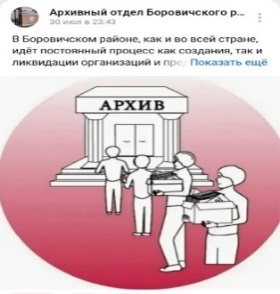 Архивный отдел Боровичского р...
30 июл в 23:43
В Боровичском районе, как и во всей стране,
идёт постоянный процесс как создания, так и
ликвидации организаций и пре Показать ещё
АРХИВ